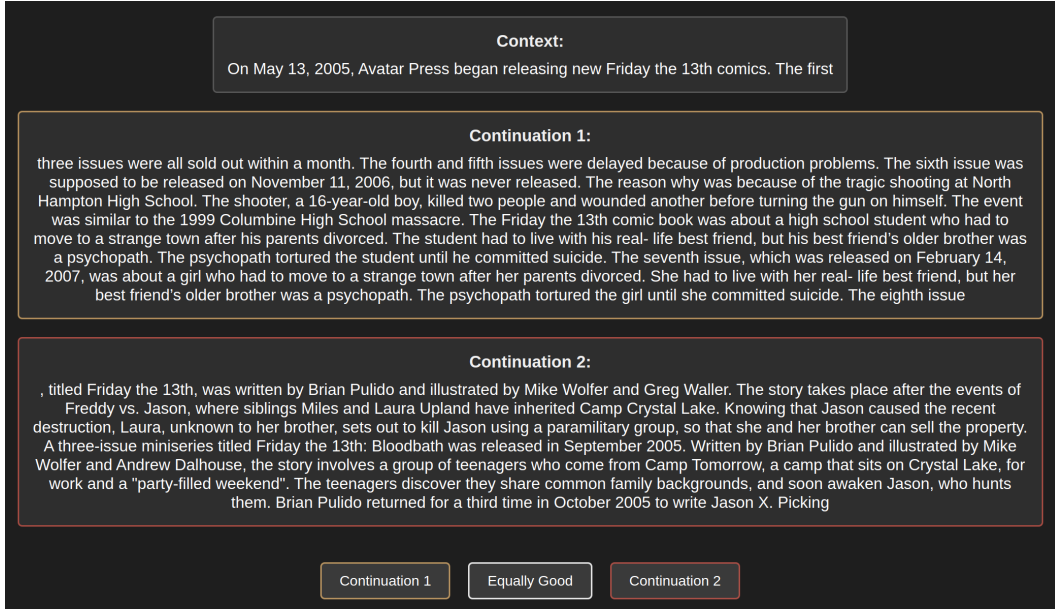 Context:
On May 13, 2005, Avatar Press began releasing new Friday the 13th comics. The first
Continuation 1:
three issues were all sold out within a month. The fourth and fifth issues were delayed because of production problems. The sixth issue was
supposed to be released on November 11, 2006, but it was never released. The reason why was because of the tragic shooting at North
Hampton High School. The shooter, a 16-year-old boy, killed two people and wounded another before turning the gun on himself. The event
was similar to the 1999 Columbine High School massacre. The Friday the 13th comic book was about a high school student who had to
move to a strange town after his parents divorced. The student had to live with his real- life best friend, but his best friend’s older brother was
a psychopath. The psychopath tortured the student until he committed suicide. The seventh issue, which was released on February 14,
2007, was about a girl who had to move to a strange town after her parents divorced. She had to live with her real- life best friend, but her
best friend’s older brother was a psychopath. The psychopath tortured the girl until she committed suicide. The eighth issue
Continuation 2:
, titled Friday the 13th, was written by Brian Pulido and illustrated by Mike Wolfer and Greg Waller. The story takes place after the events of
Freddy vs. Jason, where siblings Miles and Laura Upland have inherited Camp Crystal Lake. Knowing that Jason caused the recent
destruction, Laura, unknown to her brother, sets out to kill Jason using a paramilitary group, so that she and her brother can sell the property.
A three-issue miniseries titled Friday the 13th: Bloodbath was released in September 2005. Written by Brian Pulido and illustrated by Mike
Wolfer and Andrew Dalhouse, the story involves a group of teenagers who come from Camp Tomorrow, a camp that sits on Crystal Lake, for
work and a "party-filled weekend". The teenagers discover they share common family backgrounds, and soon awaken Jason, who hunts
them. Brian Pulido returned for a third time in October 2005 to write Jason X. Picking
Continuation 1
Equally Good
Continuation 2